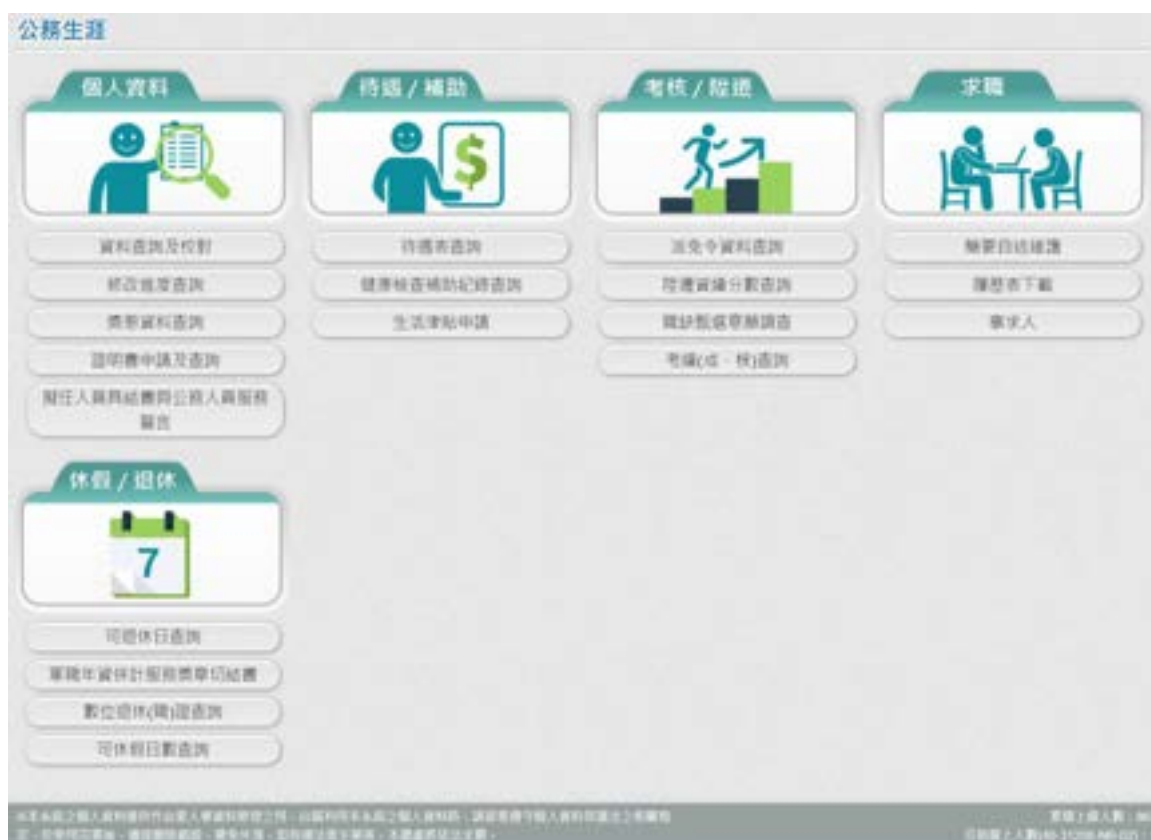 公務生涯
個人資料
資料查詢及校對
修改進度查詢
獎懲資料查詢
證明書申請及查詢
擬任人員具結書與公務人員服務
誓言
待遇 / 補助
待遇表查詢
健康檢查補助紀錄查詢
生活津貼申請
考核 / 陞遷
派免令資料查詢
陞遷資績分數查詢
職缺甄選意願調查
考績(成、核)查詢
求職
簡要自述維護
履歷表下載
事求人
休假 / 退休
7
可退休日查詢
軍職年資併計服務獎章切結書
數位退休(職)證查詢
可休假日數查詢